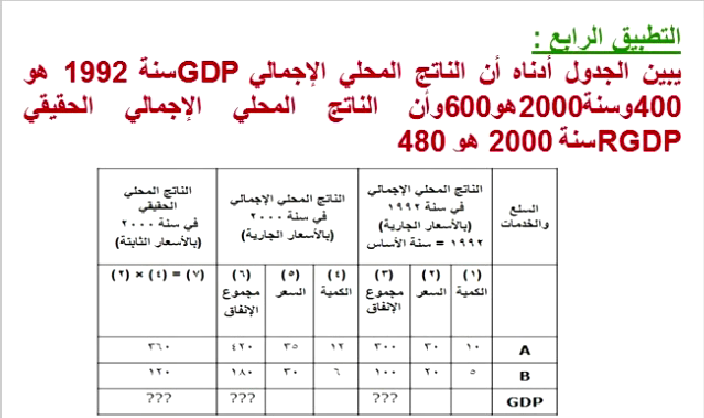 التطبيق الرابع :
يبين الجدول أدناه أن الناتج المحلي الإجمالي GDPسنة 1992 هو
400وسنة2000هو600وأن الناتج المحلي الإجمالي الحقيقي
RGDPسنة 2000 هو 480
السلع والخدمات | الناتج المحلي الإجمالي في سنة ١٩٩٢ (بالأسعار الجارية) ١٩٩٢ = سنة الأساس | الناتج المحلي الإجمالي في سنة ٢٠٠٠ (بالأسعار الجارية) | الناتج المحلي الحقيقي في سنة ٢٠٠٠ (بالأسعار الثابتة)
(١) الكمية | (٢) السعر | (٣) مجموع الإنفاق | (٤) الكمية | (٥) السعر | (٦) مجموع الإنفاق | (٧) = (٤) × (٢)
A | ١٠ | ٣٠ | ٣٠٠ | ١٢ | ٣٥ | ٤٢٠ | ٣٦٠
B | ٥ | ٢٠ | ١٠٠ | ٦ | ٣٠ | ١٨٠ | ١٢٠
GDP | ??? | ??? | ???